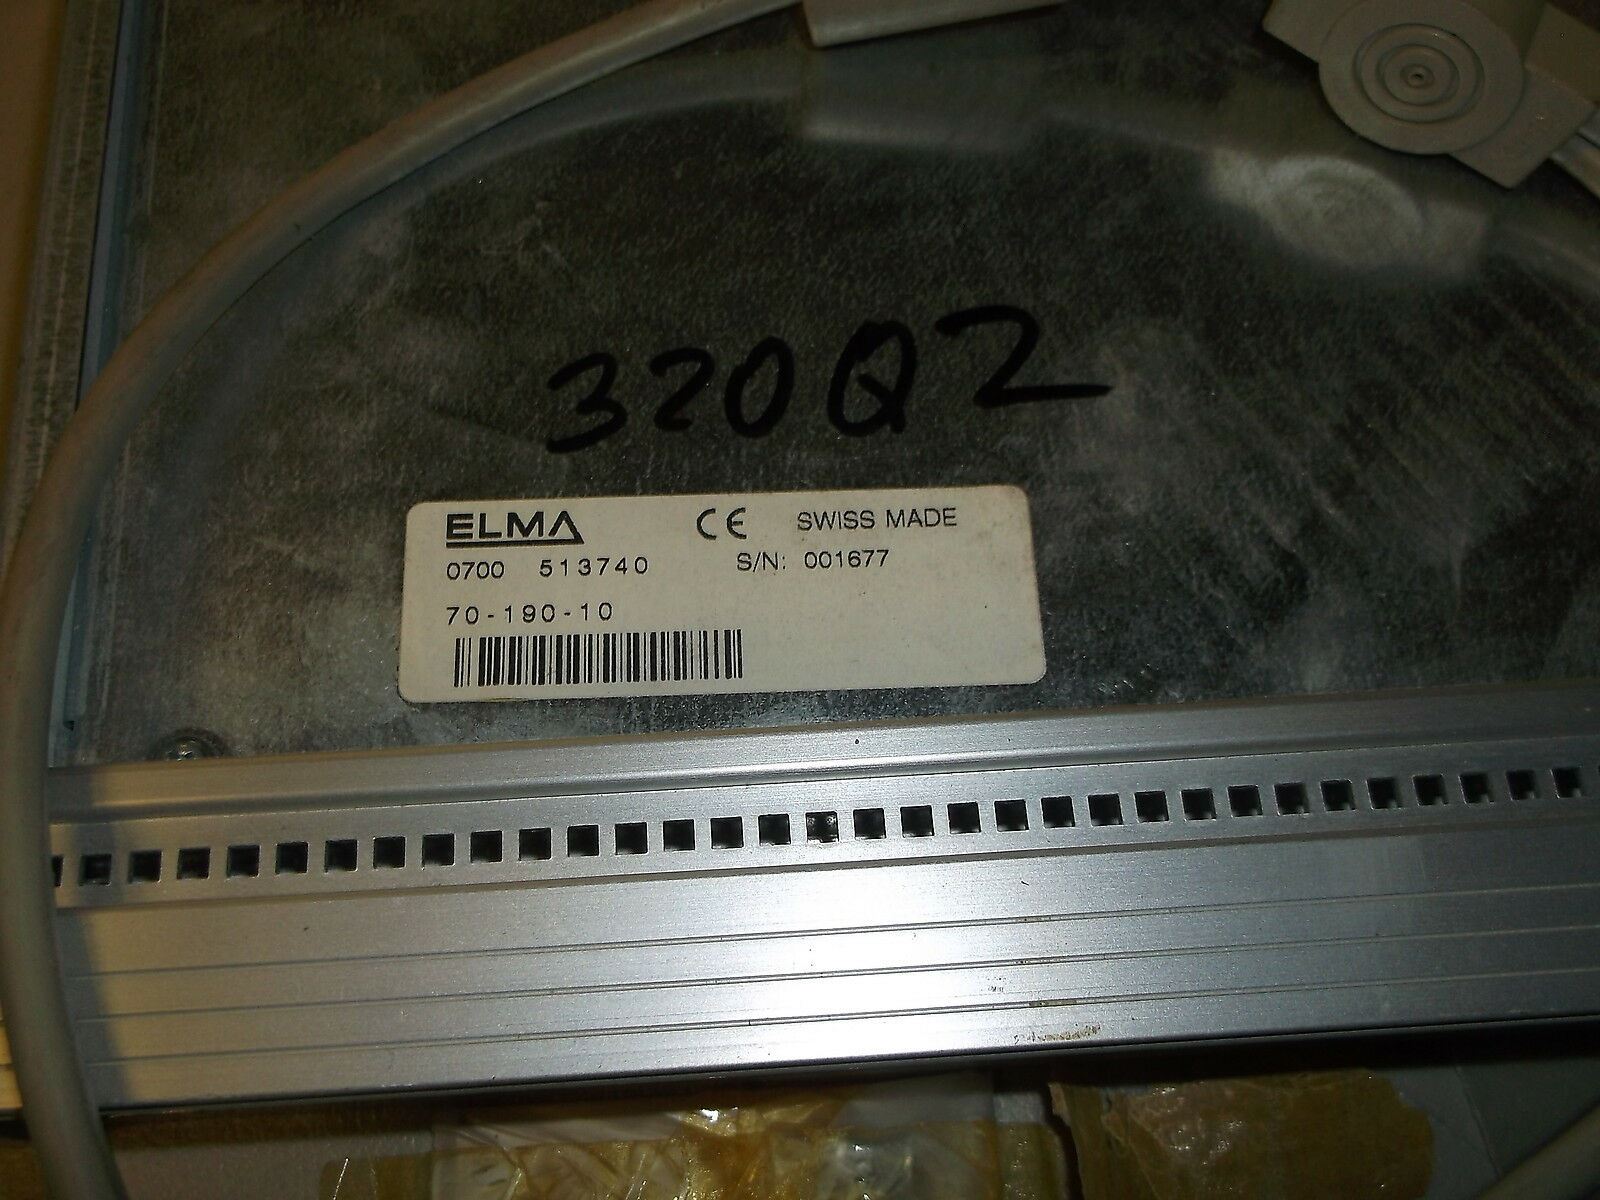 320Q2
ELMA CE SWISS MADE
0700 513740 S/N: 001677
70-190-10